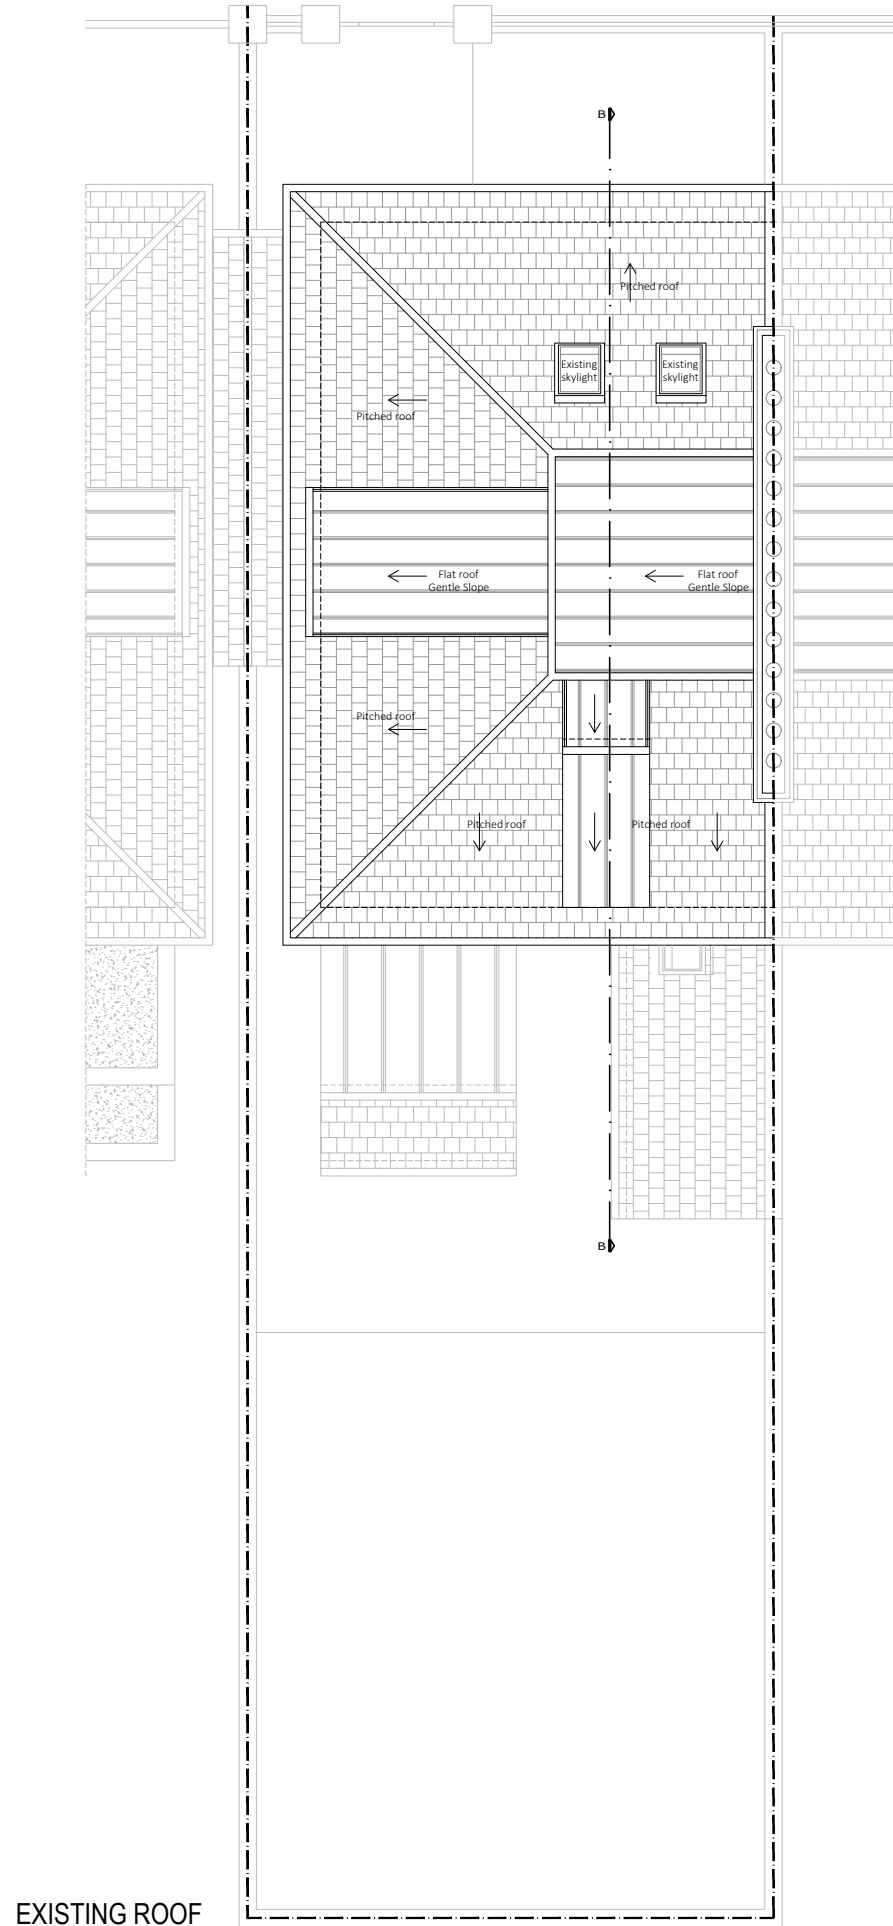 B
Pitched roof
Existing
skylight
Existing
skylight
Pitched roof
Flat roof
Gentle Slope
Flat roof
Gentle Slope
Pitched roof
Pitched roof
Pitched roof
B
EXISTING ROOF